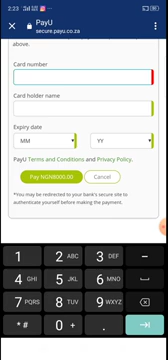 2:23
PayU
secure.payu.co.za
above.
Card number
Card holder name
Expiry date
MM YY
PayU Terms and Conditions and Privacy Policy.
Pay NGN8000.00 Cancel
*You may be redirected to your bank's secure site to
authenticate yourself before making the payment.
1 2 ABC 3 DEF –
4 GHI 5 JKL 6 MNO
7 PQRS 8 TUV 9 WXYZ
* # 0 + .